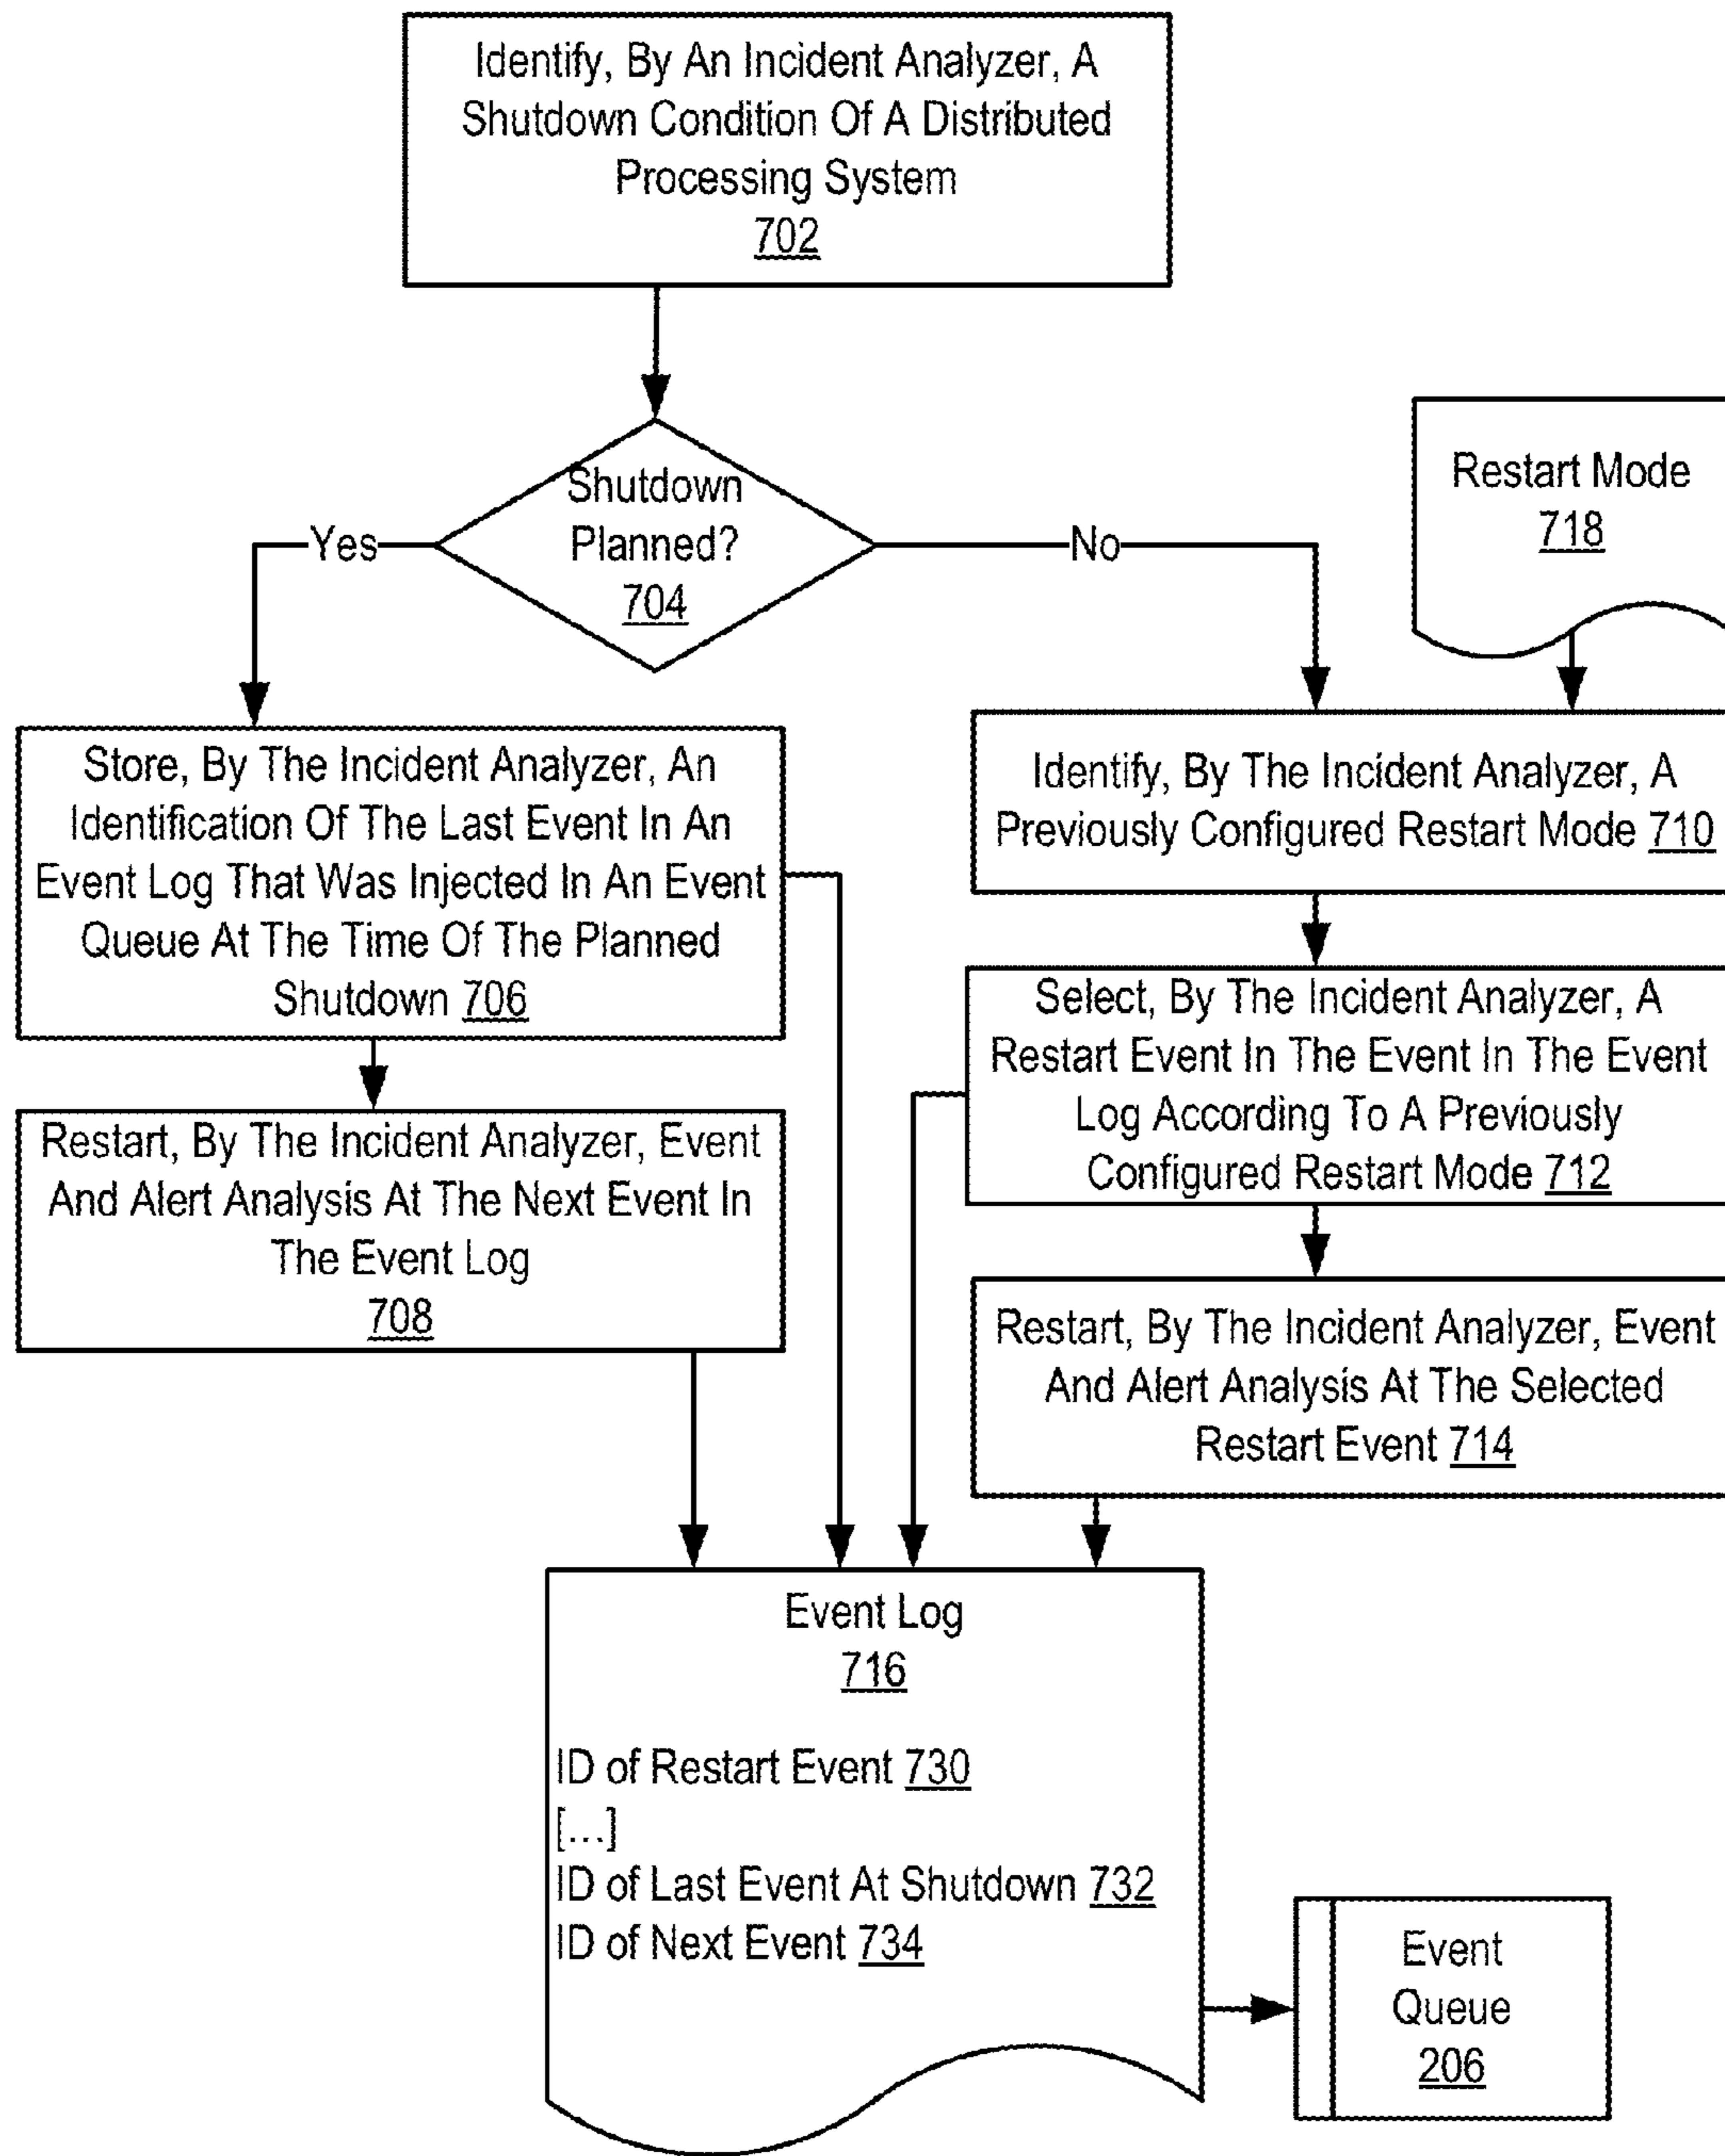 Identify, By An Incident Analyzer, A
Shutdown Condition Of A Distributed
Processing System
702
Shutdown
Planned?
704
Yes
No
Restart Mode
718
Store, By The Incident Analyzer, An
Identification Of The Last Event In An
Event Log That Was Injected In An Event
Queue At The Time Of The Planned
Shutdown 706
Restart, By The Incident Analyzer, Event
And Alert Analysis At The Next Event In
The Event Log
708
Identify, By The Incident Analyzer, A
Previously Configured Restart Mode 710
Select, By The Incident Analyzer, A
Restart Event In The Event In The Event
Log According To A Previously
Configured Restart Mode 712
Restart, By The Incident Analyzer, Event
And Alert Analysis At The Selected
Restart Event 714
Event Log
716
ID of Restart Event 730
[...]
ID of Last Event At Shutdown 732
ID of Next Event 734
Event
Queue
206